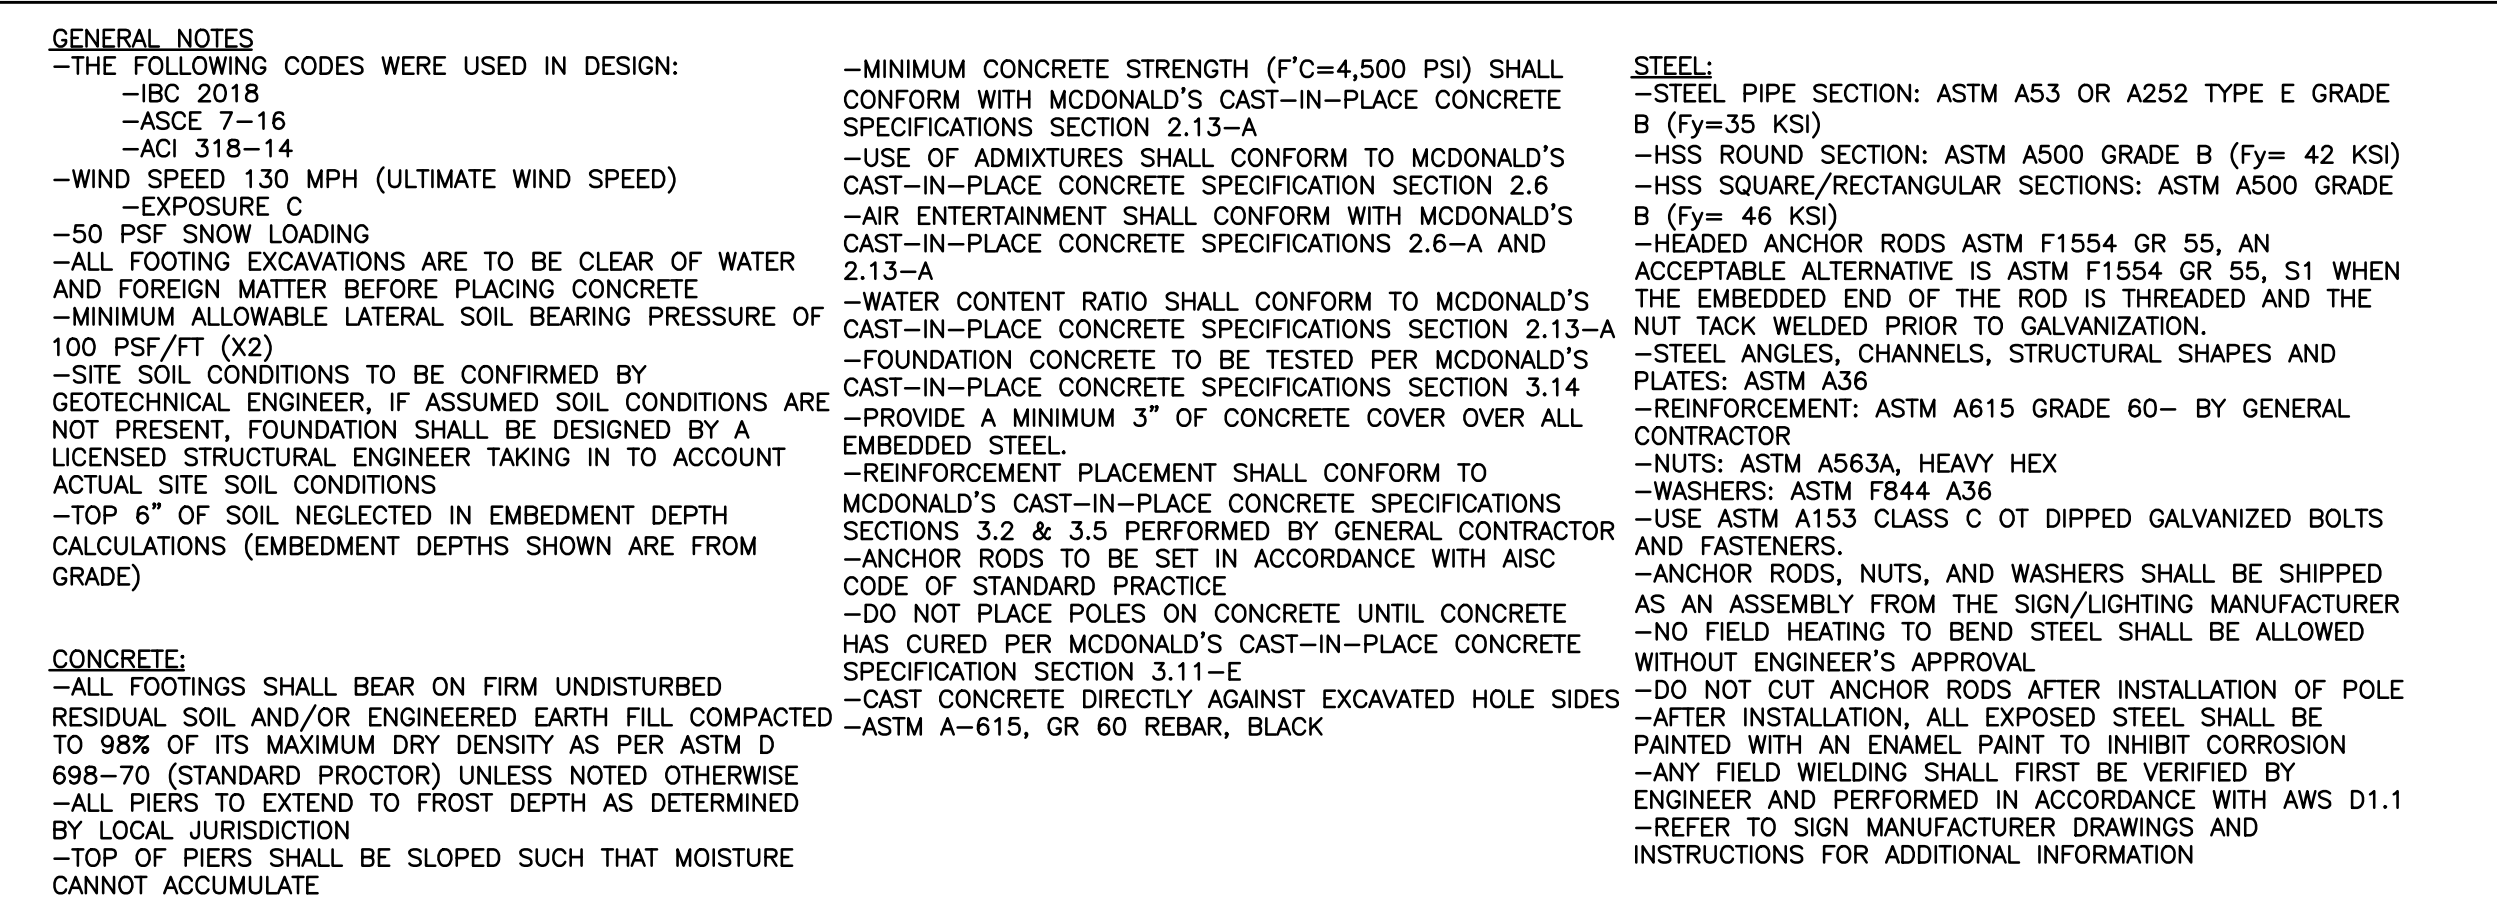 GENERAL NOTES
-THE FOLLOWING CODES WERE USED IN DESIGN:
-IBC 2018
-ASCE 7-16
-ACI 318-14
-WIND SPEED 130 MPH (ULTIMATE WIND SPEED)
-EXPOSURE C
-50 PSF SNOW LOADING
-ALL FOOTING EXCAVATIONS ARE TO BE CLEAR OF WATER
AND FOREIGN MATTER BEFORE PLACING CONCRETE
-MINIMUM ALLOWABLE LATERAL SOIL BEARING PRESSURE OF
100 PSF/FT (X2)
-SITE SOIL CONDITIONS TO BE CONFIRMED BY
GEOTECHNICAL ENGINEER, IF ASSUMED SOIL CONDITIONS ARE
NOT PRESENT, FOUNDATION SHALL BE DESIGNED BY A
LICENSED STRUCTURAL ENGINEER TAKING IN TO ACCOUNT
ACTUAL SITE SOIL CONDITIONS
-TOP 6" OF SOIL NEGLECTED IN EMBEDMENT DEPTH
CALCULATIONS (EMBEDMENT DEPTHS SHOWN ARE FROM
GRADE)
CONCRETE:
-ALL FOOTINGS SHALL BEAR ON FIRM UNDISTURBED
RESIDUAL SOIL AND/OR ENGINEERED EARTH FILL COMPACTED
TO 98% OF ITS MAXIMUM DRY DENSITY AS PER ASTM D
698-70 (STANDARD PROCTOR) UNLESS NOTED OTHERWISE
-ALL PIERS TO EXTEND TO FROST DEPTH AS DETERMINED
BY LOCAL JURISDICTION
-TOP OF PIERS SHALL BE SLOPED SUCH THAT MOISTURE
CANNOT ACCUMULATE
-MINIMUM CONCRETE STRENGTH (F'C=4,500 PSI) SHALL
CONFORM WITH MCDONALD'S CAST-IN-PLACE CONCRETE
SPECIFICATIONS SECTION 2.13-A
-USE OF ADMIXTURES SHALL CONFORM TO MCDONALD'S
CAST-IN-PLACE CONCRETE SPECIFICATION SECTION 2.6
-AIR ENTERTAINMENT SHALL CONFORM WITH MCDONALD'S
CAST-IN-PLACE CONCRETE SPECIFICATIONS 2.6-A AND
2.13-A
-WATER CONTENT RATIO SHALL CONFORM TO MCDONALD'S
CAST-IN-PLACE CONCRETE SPECIFICATIONS SECTION 2.13-A
-FOUNDATION CONCRETE TO BE TESTED PER MCDONALD'S
CAST-IN-PLACE CONCRETE SPECIFICATIONS SECTION 3.14
-PROVIDE A MINIMUM 3" OF CONCRETE COVER OVER ALL
EMBEDDED STEEL.
-REINFORCEMENT PLACEMENT SHALL CONFORM TO
MCDONALD'S CAST-IN-PLACE CONCRETE SPECIFICATIONS
SECTIONS 3.2 & 3.5 PERFORMED BY GENERAL CONTRACTOR
-ANCHOR RODS TO BE SET IN ACCORDANCE WITH AISC
CODE OF STANDARD PRACTICE
-DO NOT PLACE POLES ON CONCRETE UNTIL CONCRETE
HAS CURED PER MCDONALD'S CAST-IN-PLACE CONCRETE
SPECIFICATION SECTION 3.11-E
-CAST CONCRETE DIRECTLY AGAINST EXCAVATED HOLE SIDES
-ASTM A-615, GR 60 REBAR, BLACK
STEEL:
-STEEL PIPE SECTION: ASTM A53 OR A252 TYPE E GRADE
B (Fy=35 KSI)
-HSS ROUND SECTION: ASTM A500 GRADE B (Fy= 42 KSI)
-HSS SQUARE/RECTANGULAR SECTIONS: ASTM A500 GRADE
B (Fy= 46 KSI)
-HEADED ANCHOR RODS ASTM F1554 GR 55, AN
ACCEPTABLE ALTERNATIVE IS ASTM F1554 GR 55, S1 WHEN
THE EMBEDDED END OF THE ROD IS THREADED AND THE
NUT TACK WELDED PRIOR TO GALVANIZATION.
-STEEL ANGLES, CHANNELS, STRUCTURAL SHAPES AND
PLATES: ASTM A36
-REINFORCEMENT: ASTM A615 GRADE 60- BY GENERAL
CONTRACTOR
-NUTS: ASTM A563A, HEAVY HEX
-WASHERS: ASTM F844 A36
-USE ASTM A153 CLASS C OT DIPPED GALVANIZED BOLTS
AND FASTENERS.
-ANCHOR RODS, NUTS, AND WASHERS SHALL BE SHIPPED
AS AN ASSEMBLY FROM THE SIGN/LIGHTING MANUFACTURER
-NO FIELD HEATING TO BEND STEEL SHALL BE ALLOWED
WITHOUT ENGINEER'S APPROVAL
-DO NOT CUT ANCHOR RODS AFTER INSTALLATION OF POLE
-AFTER INSTALLATION, ALL EXPOSED STEEL SHALL BE
PAINTED WITH AN ENAMEL PAINT TO INHIBIT CORROSION
-ANY FIELD WIELDING SHALL FIRST BE VERIFIED BY
ENGINEER AND PERFORMED IN ACCORDANCE WITH AWS D1.1
-REFER TO SIGN MANUFACTURER DRAWINGS AND
INSTRUCTIONS FOR ADDITIONAL INFORMATION